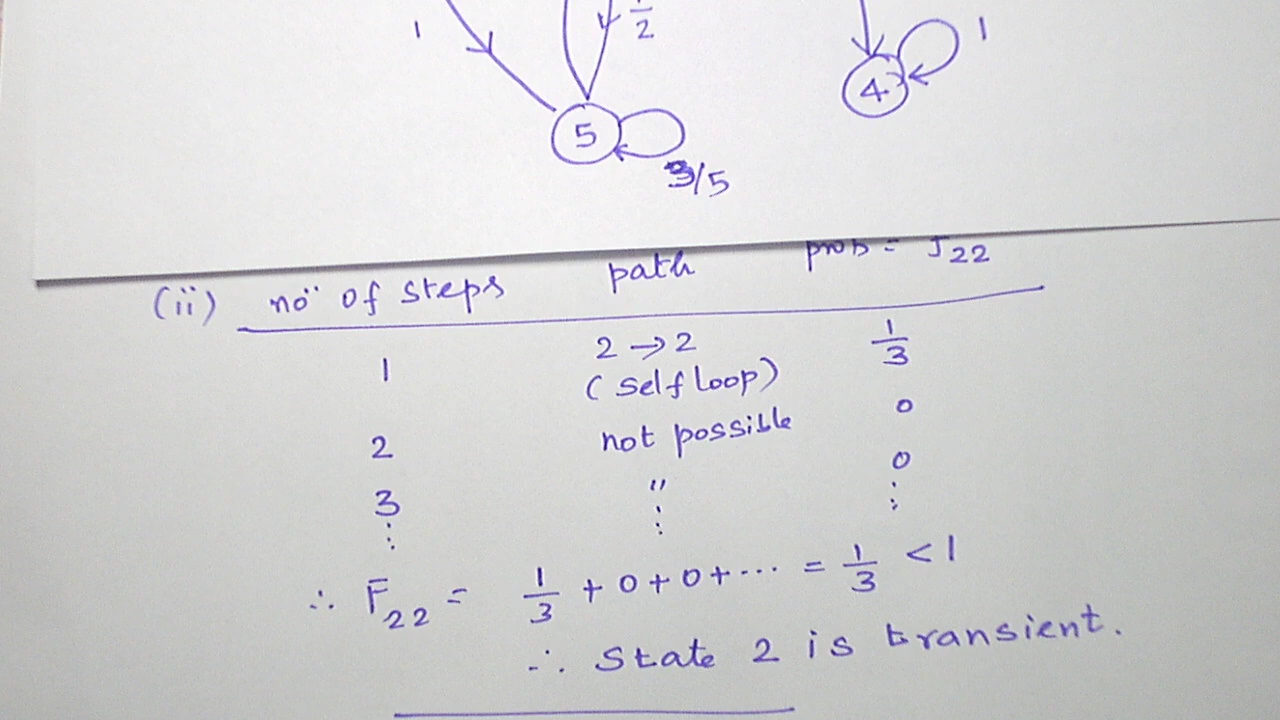 1
1/2
1
4
5
3/5
(ii) no of steps path prob = f22
1 2 → 2 1/3
(self loop)
2 not possible 0
3 " 0
⋮ ⋮ ⋮
∴ F22 = 1/3 + 0 + 0 + ... = 1/3 < 1
∴ State 2 is transient.